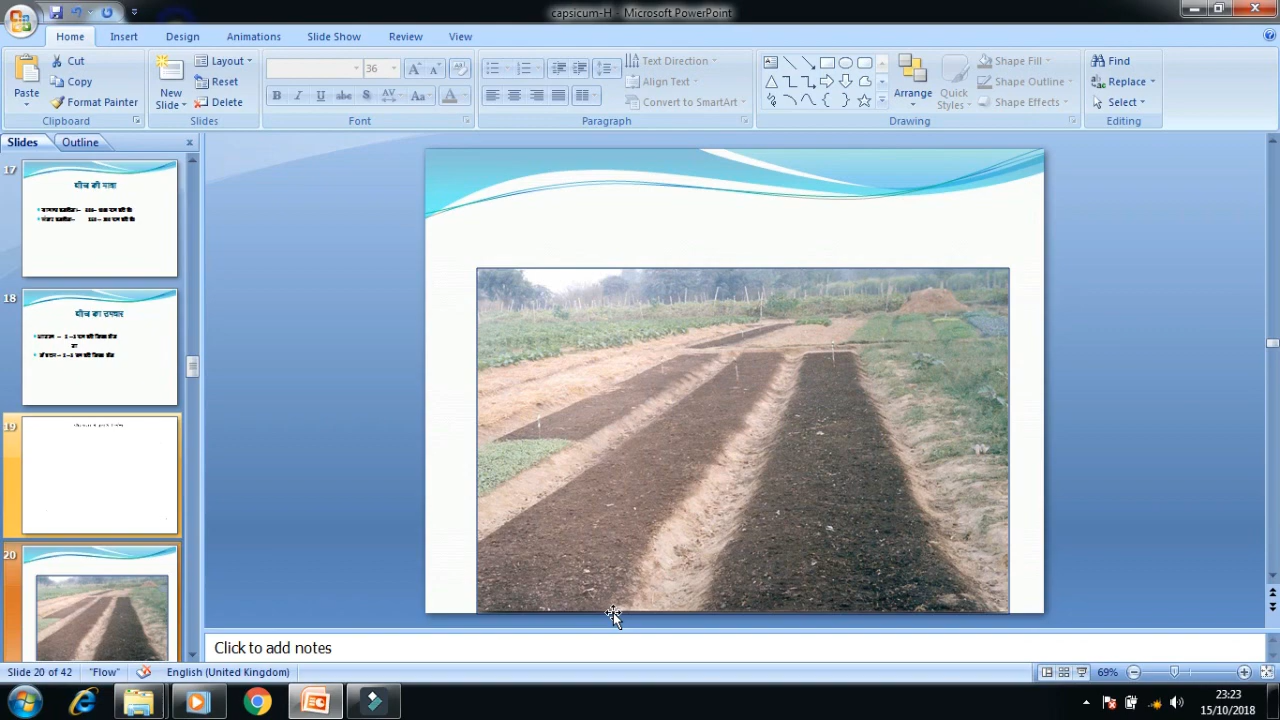 capsicum-H - Microsoft PowerPoint
Home Insert Design Animations Slide Show Review View
Paste
Cut
Copy
Format Painter
Clipboard
New Slide
Layout
Reset
Delete
Slides
36
B I U abe S AV Aa A
Font
Text Direction
Align Text
Convert to SmartArt
Paragraph
Arrange
Quick Styles
Shape Fill
Shape Outline
Shape Effects
Drawing
Find
Replace
Select
Editing
Slides Outline
17
बीज की मात्रा
18
बीज का उपचार
19
20
Click to add notes
Slide 20 of 42 "Flow" English (United Kingdom) 69%
23:23
15/10/2018